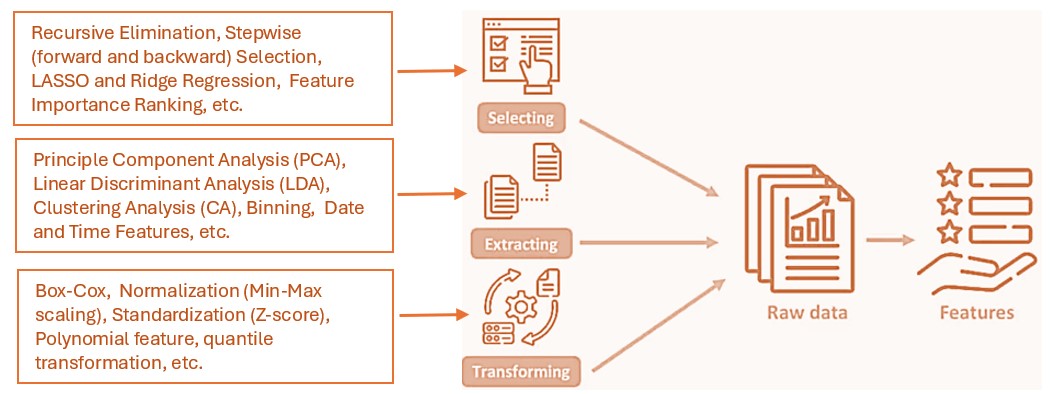 Recursive Elimination, Stepwise
(forward and backward) Selection,
LASSO and Ridge Regression,  Feature
Importance Ranking, etc.
Selecting
Principle Component Analysis (PCA),
Linear Discriminant Analysis (LDA),
Clustering Analysis (CA), Binning,  Date
and Time Features, etc.
Extracting
Box-Cox,  Normalization (Min-Max
scaling), Standardization (Z-score),
Polynomial feature, quantile
transformation, etc.
Transforming
Raw data
Features